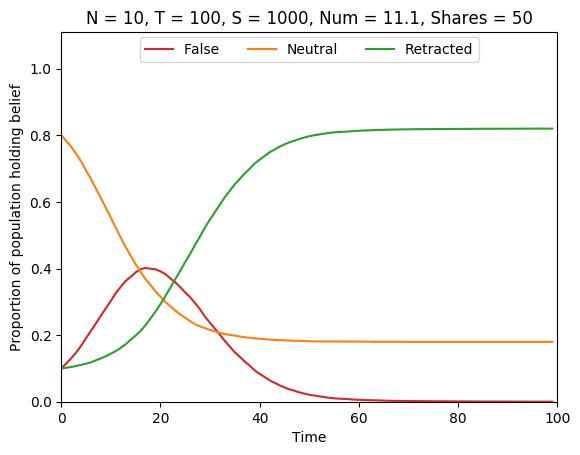 N = 10, T = 100, S = 1000, Num = 11.1, Shares = 50
False Neutral Retracted
1.0
0.8
0.6
0.4
0.2
0.0
Proportion of population holding belief
0 20 40 60 80 100
Time